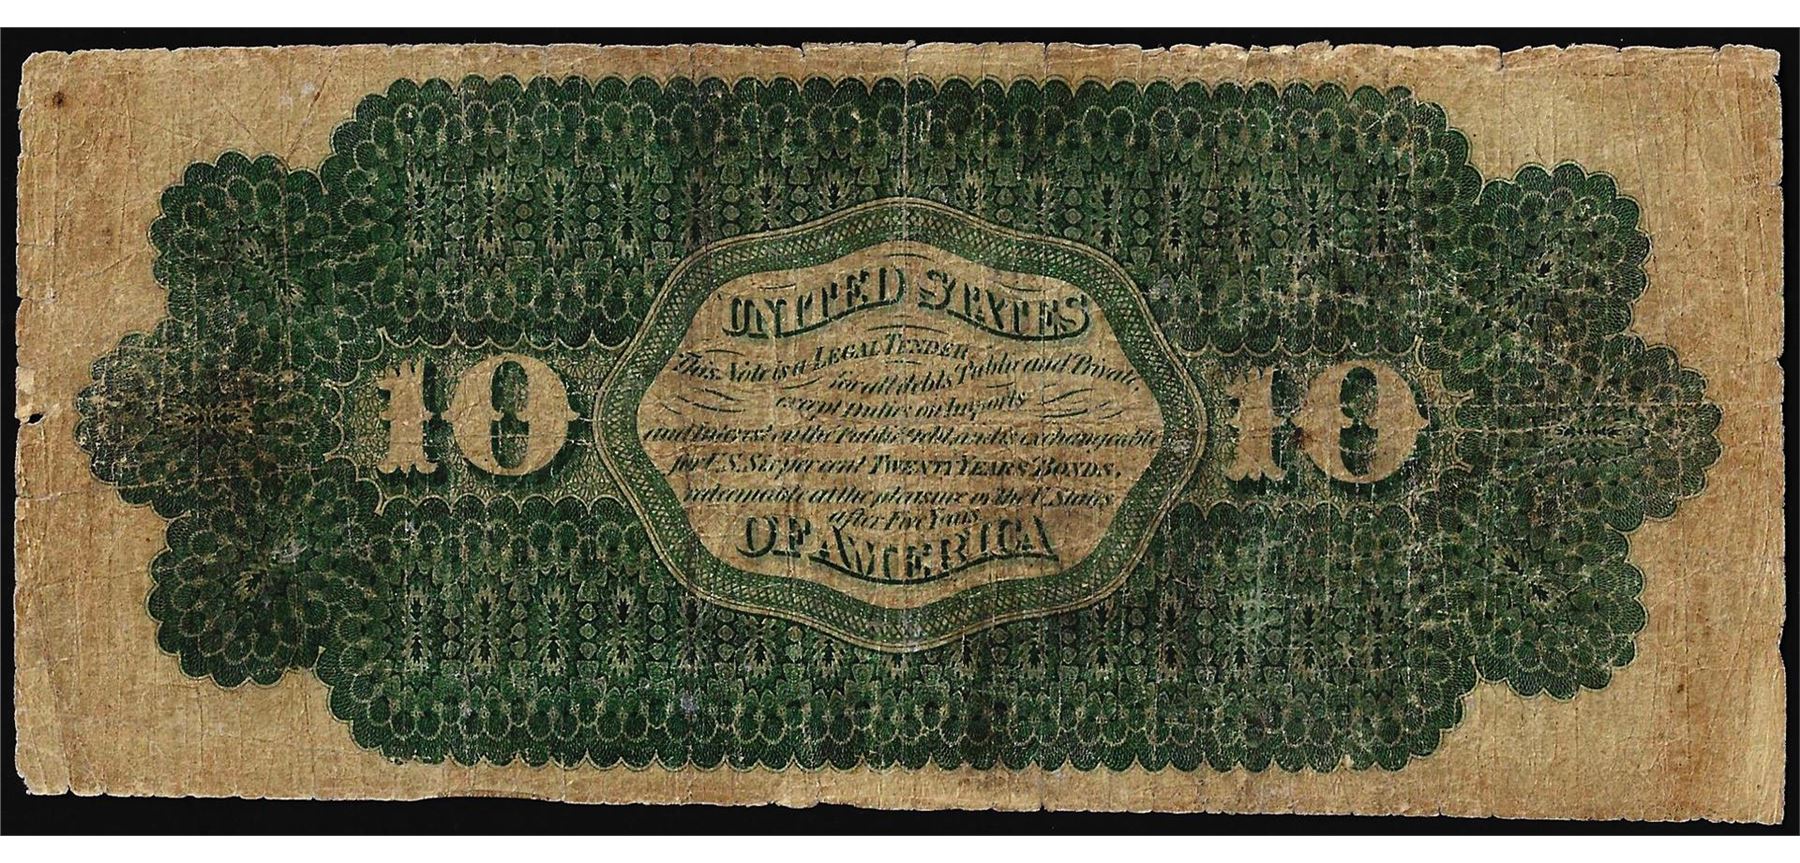 UNITED STATES
This Note is a LEGAL TENDER
for all debts Public and Private,
except Duties on Imports
and Interest on the Public Debt, and is exchangeable
for U.S. Six per cent TWENTY YEARS BONDS,
redeemable at the pleasure of the U. States
after Five Years
OF AMERICA
10 10